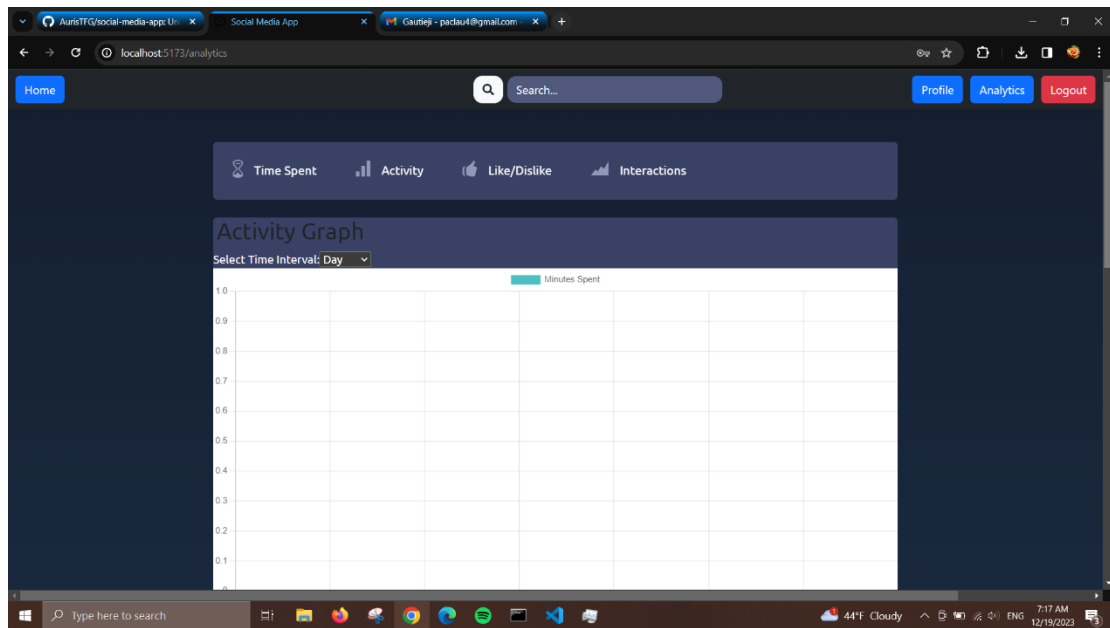 AurisTFG/social-media-app: Uni
Social Media App
Gautieji - paclau4@gmail.com -
localhost:5173/analytics
Home
Search...
Profile
Analytics
Logout
Time Spent
Activity
Like/Dislike
Interactions
Activity Graph
Select Time Interval: Day
Minutes Spent
1.0
0.9
0.8
0.7
0.6
0.5
0.4
0.3
0.2
0.1
0
Type here to search
44°F Cloudy
ENG
7:17 AM
12/19/2023
3